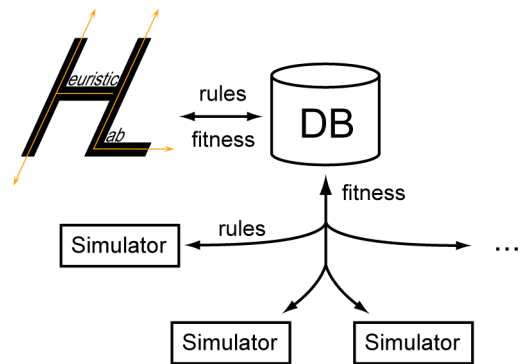 Heuristic
Lab
rules
fitness
DB
fitness
rules
Simulator
...
Simulator
Simulator